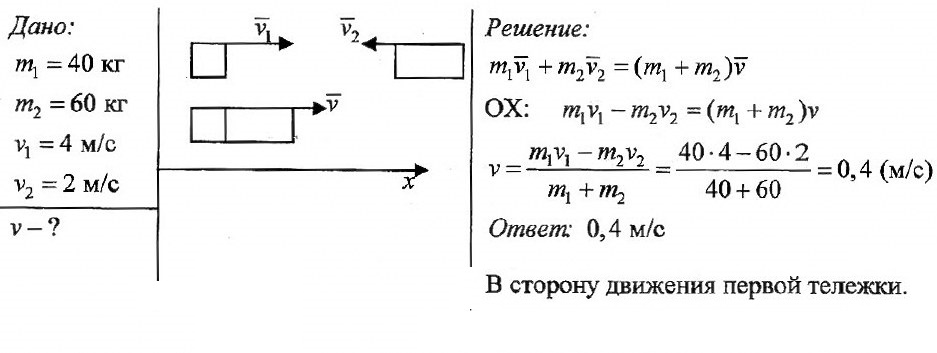 Дано:
m₁ = 40 кг
m₂ = 60 кг
v₁ = 4 м/с
v₂ = 2 м/с
v – ?
v̄₁ v̄₂
v̄
x
Решение:
m₁v̄₁ + m₂v̄₂ = (m₁ + m₂)v̄
ОХ: m₁v₁ – m₂v₂ = (m₁ + m₂)v
v = (m₁v₁ – m₂v₂)/(m₁ + m₂) = (40·4 – 60·2)/(40 + 60) = 0,4 (м/с)
Ответ: 0,4 м/с
В сторону движения первой тележки.